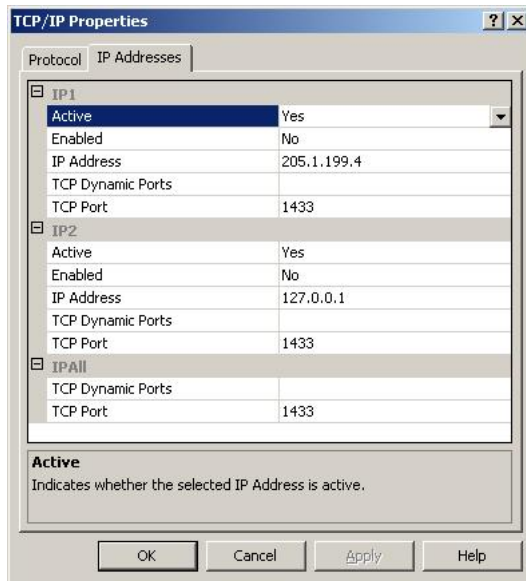 TCP/IP Properties
Protocol IP Addresses
IP1
Active Yes
Enabled No
IP Address 205.1.199.4
TCP Dynamic Ports
TCP Port 1433
IP2
Active Yes
Enabled No
IP Address 127.0.0.1
TCP Dynamic Ports
TCP Port 1433
IPAll
TCP Dynamic Ports
TCP Port 1433
Active
Indicates whether the selected IP Address is active.
OK Cancel Apply Help